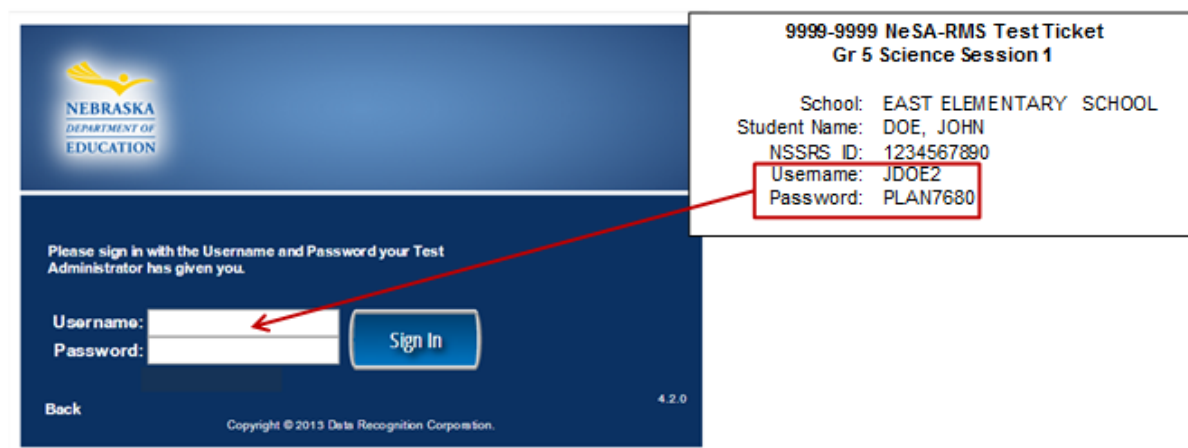 NEBRASKA
DEPARTMENT OF
EDUCATION
9999-9999 NeSA-RMS Test Ticket
Gr 5 Science Session 1
School: EAST ELEMENTARY SCHOOL
Student Name: DOE, JOHN
NSSRS ID: 1234567890
Username: JDOE2
Password: PLAN7680
Please sign in with the Username and Password your Test
Administrator has given you.
Username:
Password:
Sign In
Back
4.2.0
Copyright © 2013 Data Recognition Corporation.